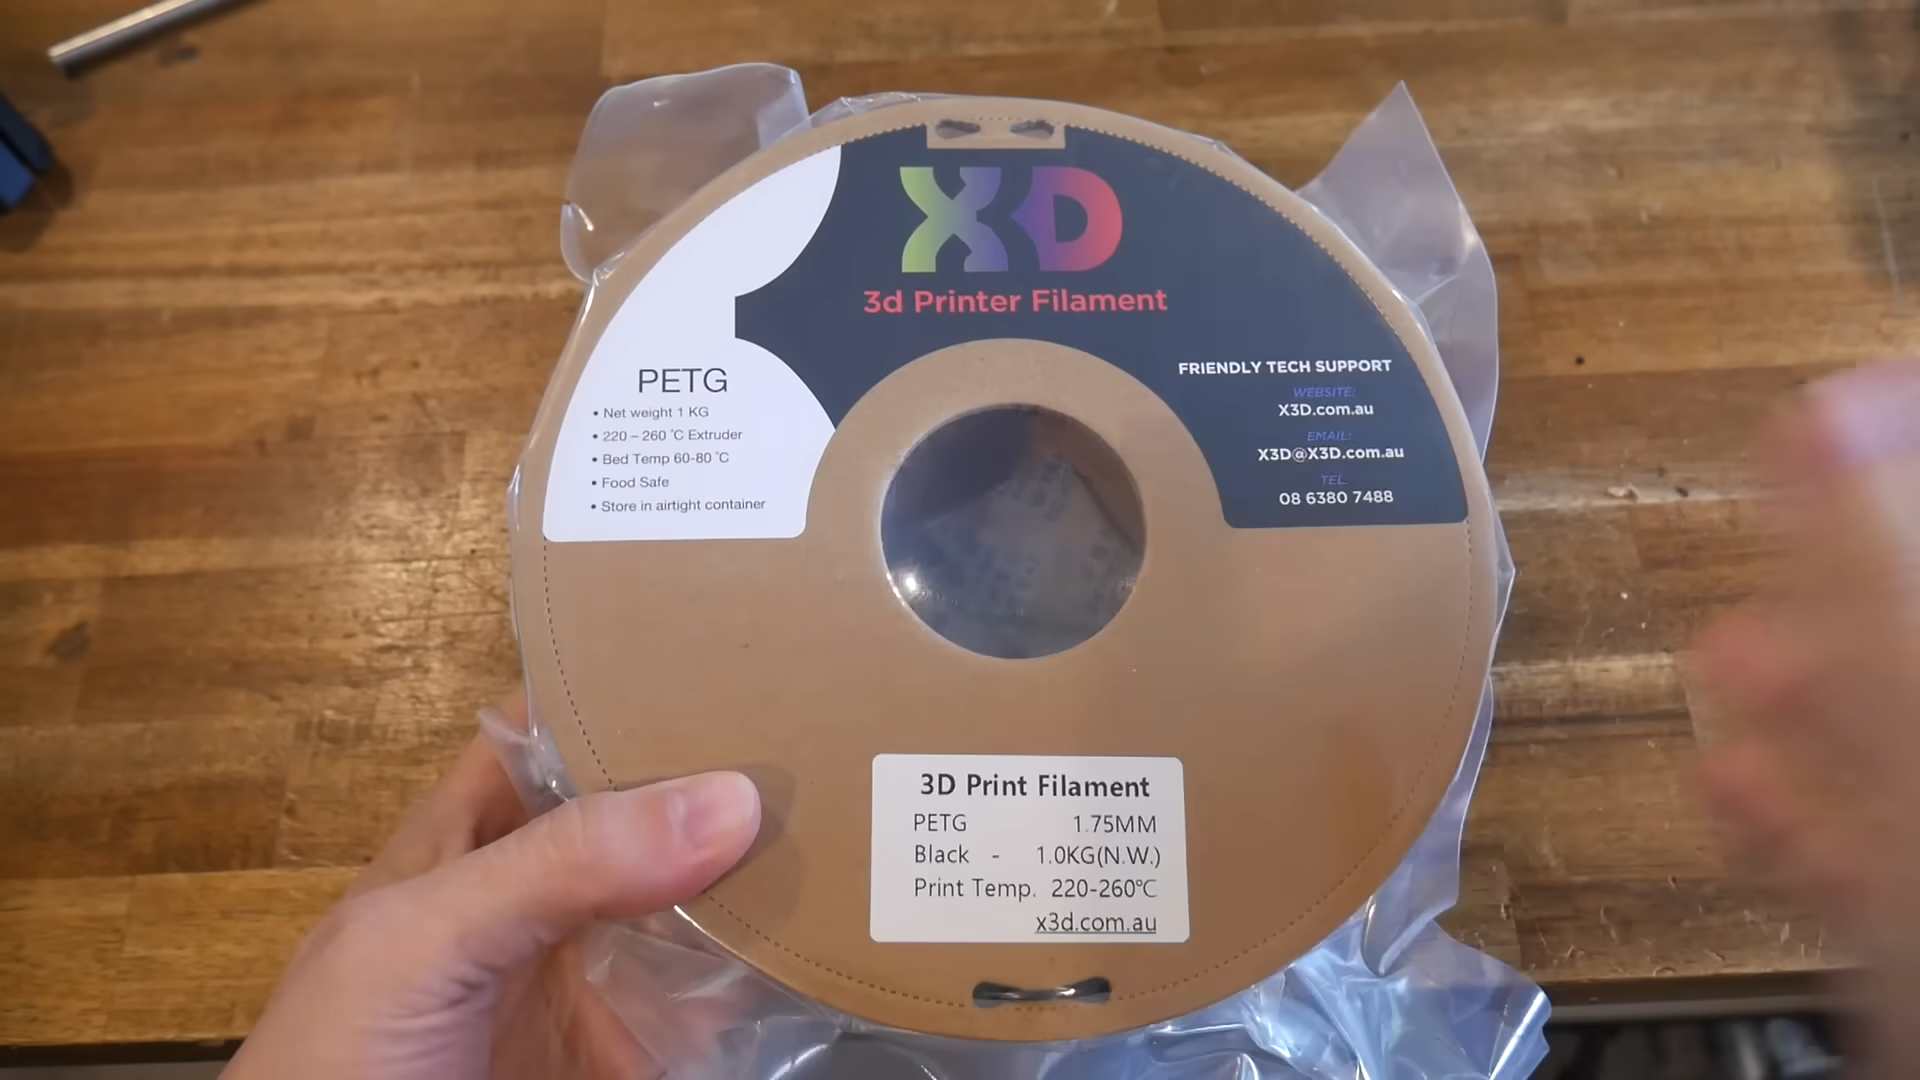 X3D
3d Printer Filament
PETG
• Net weight 1 KG
• 220 – 260 °C Extruder
• Bed Temp 60-80 °C
• Food Safe
• Store in airtight container
FRIENDLY TECH SUPPORT
WEBSITE:
X3D.com.au
EMAIL:
X3D@X3D.com.au
TEL.
08 6380 7488
3D Print Filament
PETG 1.75MM
Black - 1.0KG(N.W.)
Print Temp. 220-260℃
x3d.com.au